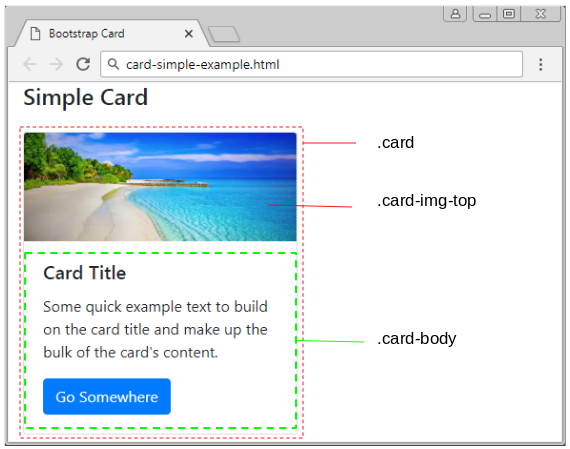 Bootstrap Card
card-simple-example.html
Simple Card
.card
.card-img-top
Card Title
Some quick example text to build
on the card title and make up the
bulk of the card's content.
.card-body
Go Somewhere